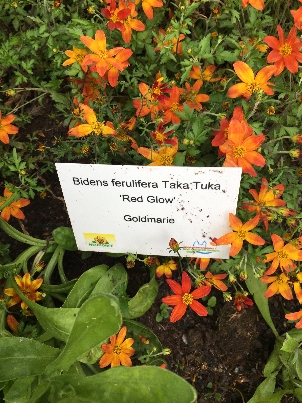 Bidens ferulifera Taka Tuka
'Red Glow'
Goldmarie